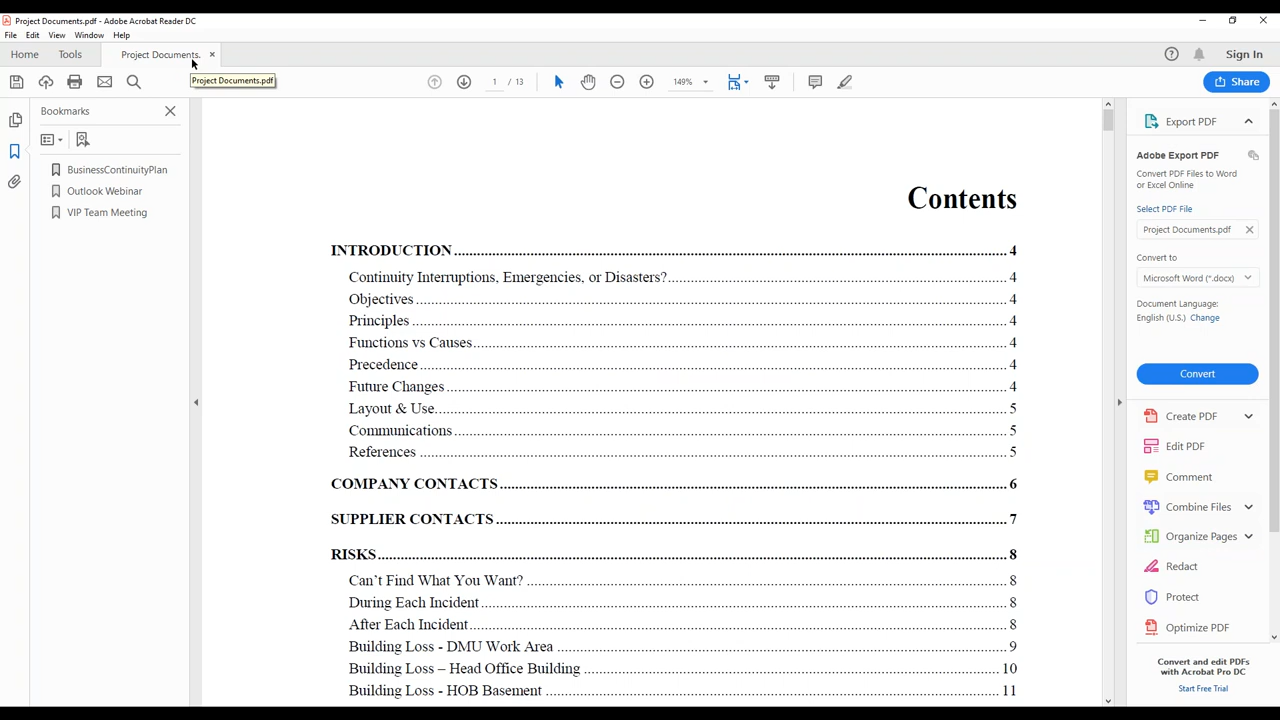 Project Documents.pdf - Adobe Acrobat Reader DC
File Edit View Window Help
Home Tools Project Documents. × Sign In
Project Documents.pdf
1 / 13 149% Share
Bookmarks
BusinessContinuityPlan
Outlook Webinar
VIP Team Meeting
Contents
INTRODUCTION 4
Continuity Interruptions, Emergencies, or Disasters? 4
Objectives 4
Principles 4
Functions vs Causes 4
Precedence 4
Future Changes 4
Layout & Use 5
Communications 5
References 5
COMPANY CONTACTS 6
SUPPLIER CONTACTS 7
RISKS 8
Can't Find What You Want? 8
During Each Incident 8
After Each Incident 8
Building Loss - DMU Work Area 9
Building Loss – Head Office Building 10
Building Loss - HOB Basement 11
Export PDF
Adobe Export PDF
Convert PDF Files to Word
or Excel Online
Select PDF File
Project Documents.pdf
Convert to
Microsoft Word (*.docx)
Document Language:
English (U.S.) Change
Convert
Create PDF
Edit PDF
Comment
Combine Files
Organize Pages
Redact
Protect
Optimize PDF
Convert and edit PDFs
with Acrobat Pro DC
Start Free Trial